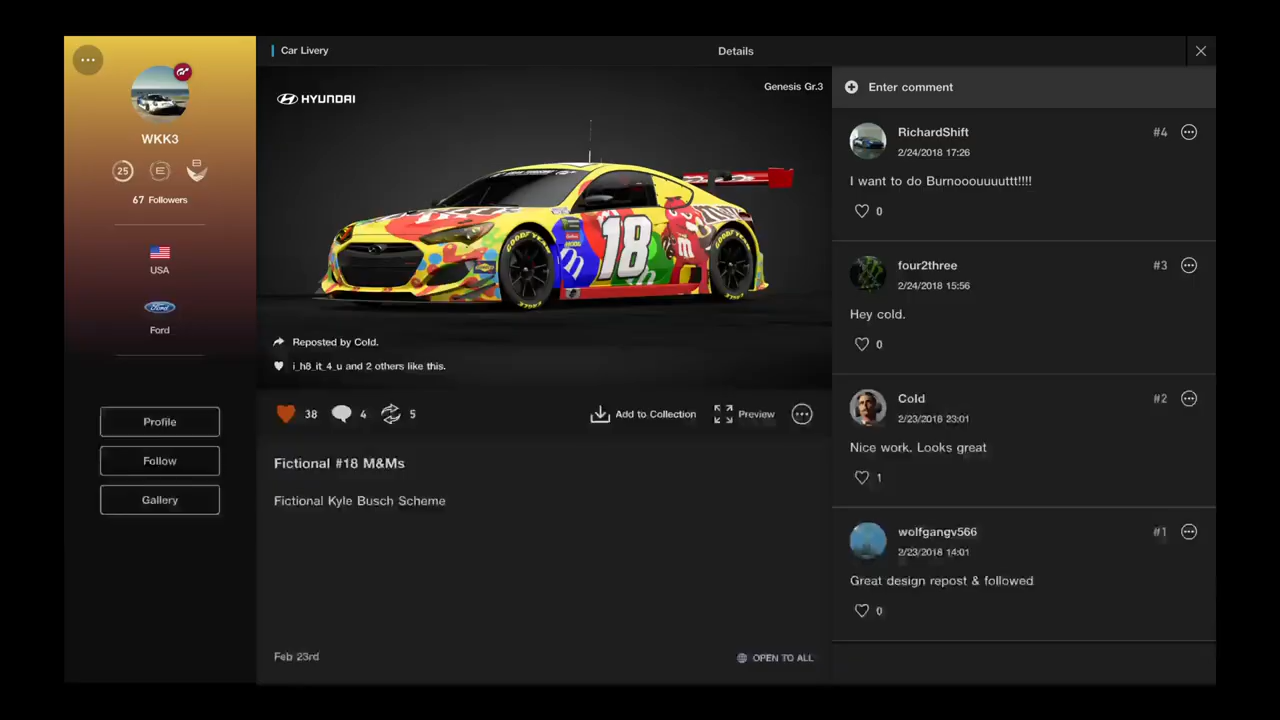 Car Livery
Details
WKK3
25
E
B
67 Followers
USA
Ford
Ford
Profile
Follow
Gallery
HYUNDAI
Genesis Gr.3
18
GOODYEAR
GOODYEAR
EAGLE
m
m
Reposted by Cold.
i_h8_it_4_u and 2 others like this.
38
4
5
Add to Collection
Preview
Fictional #18 M&Ms
Fictional Kyle Busch Scheme
Feb 23rd
OPEN TO ALL
Enter comment
RichardShift
#4
2/24/2018 17:26
I want to do Burnooouuuuttt!!!!
0
four2three
#3
2/24/2018 15:56
Hey cold.
0
Cold
#2
2/23/2018 23:01
Nice work. Looks great
1
wolfgangv566
#1
2/23/2018 14:01
Great design repost & followed
0